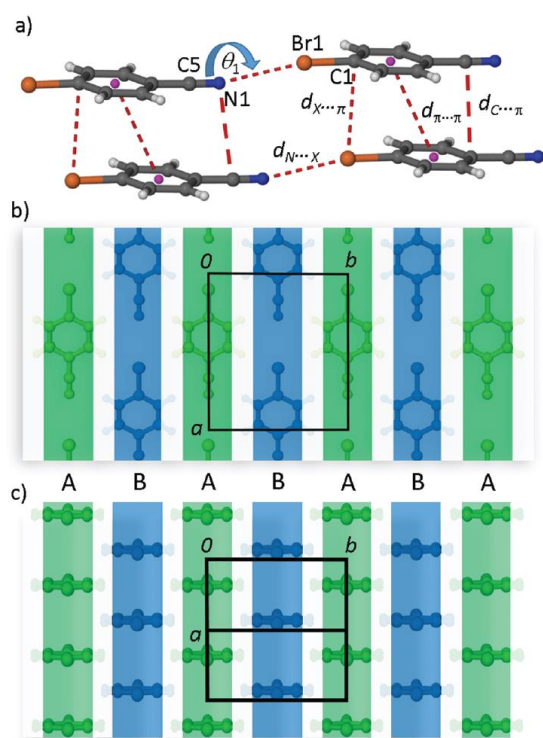 a)
C5 θ1 Br1
N1 C1
dX...π dπ...π dC...π
dN...X
b)
0 b
a
A B A B A B A
c)
0 b
a